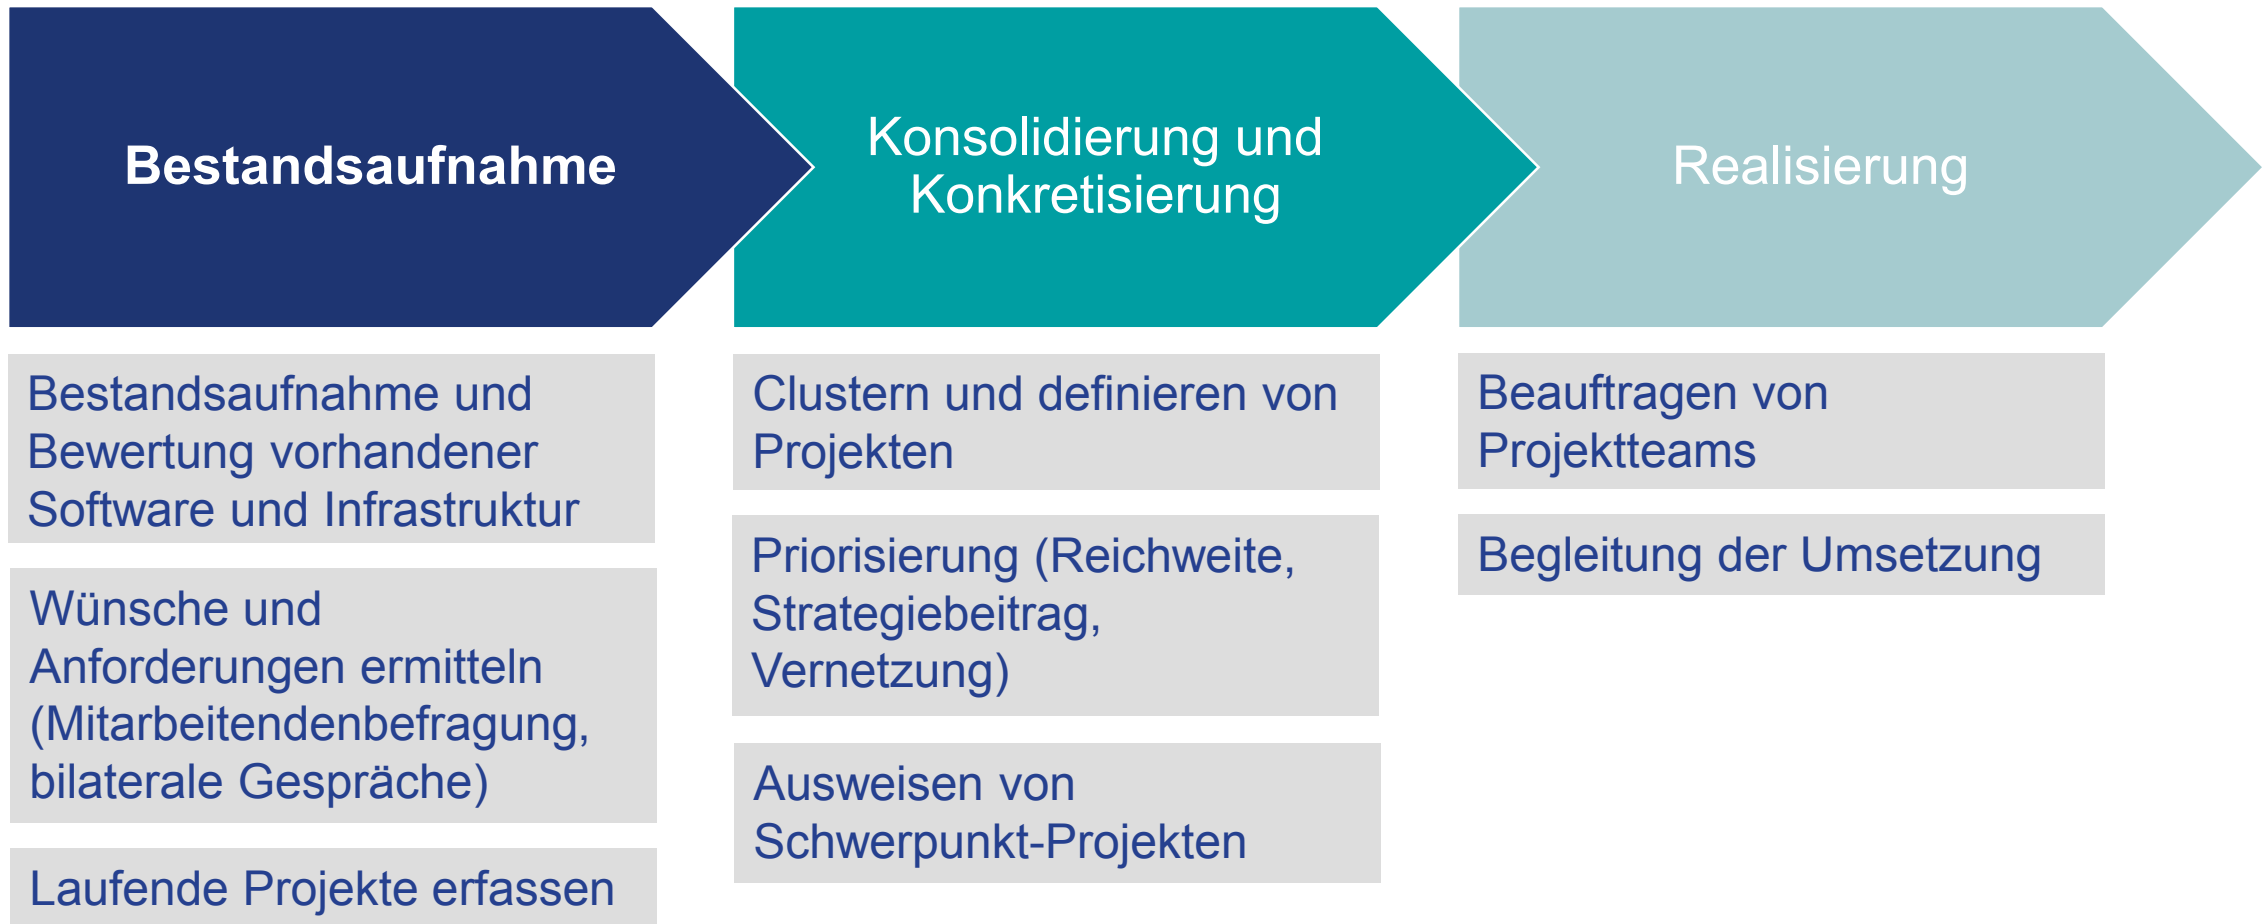 Bestandsaufnahme
Konsolidierung und
Konkretisierung
Realisierung
Bestandsaufnahme und
Bewertung vorhandener
Software und Infrastruktur
Wünsche und
Anforderungen ermitteln
(Mitarbeitendenbefragung,
bilaterale Gespräche)
Laufende Projekte erfassen
Clustern und definieren von
Projekten
Priorisierung (Reichweite,
Strategiebeitrag,
Vernetzung)
Ausweisen von
Schwerpunkt-Projekten
Beauftragen von
Projektteams
Begleitung der Umsetzung